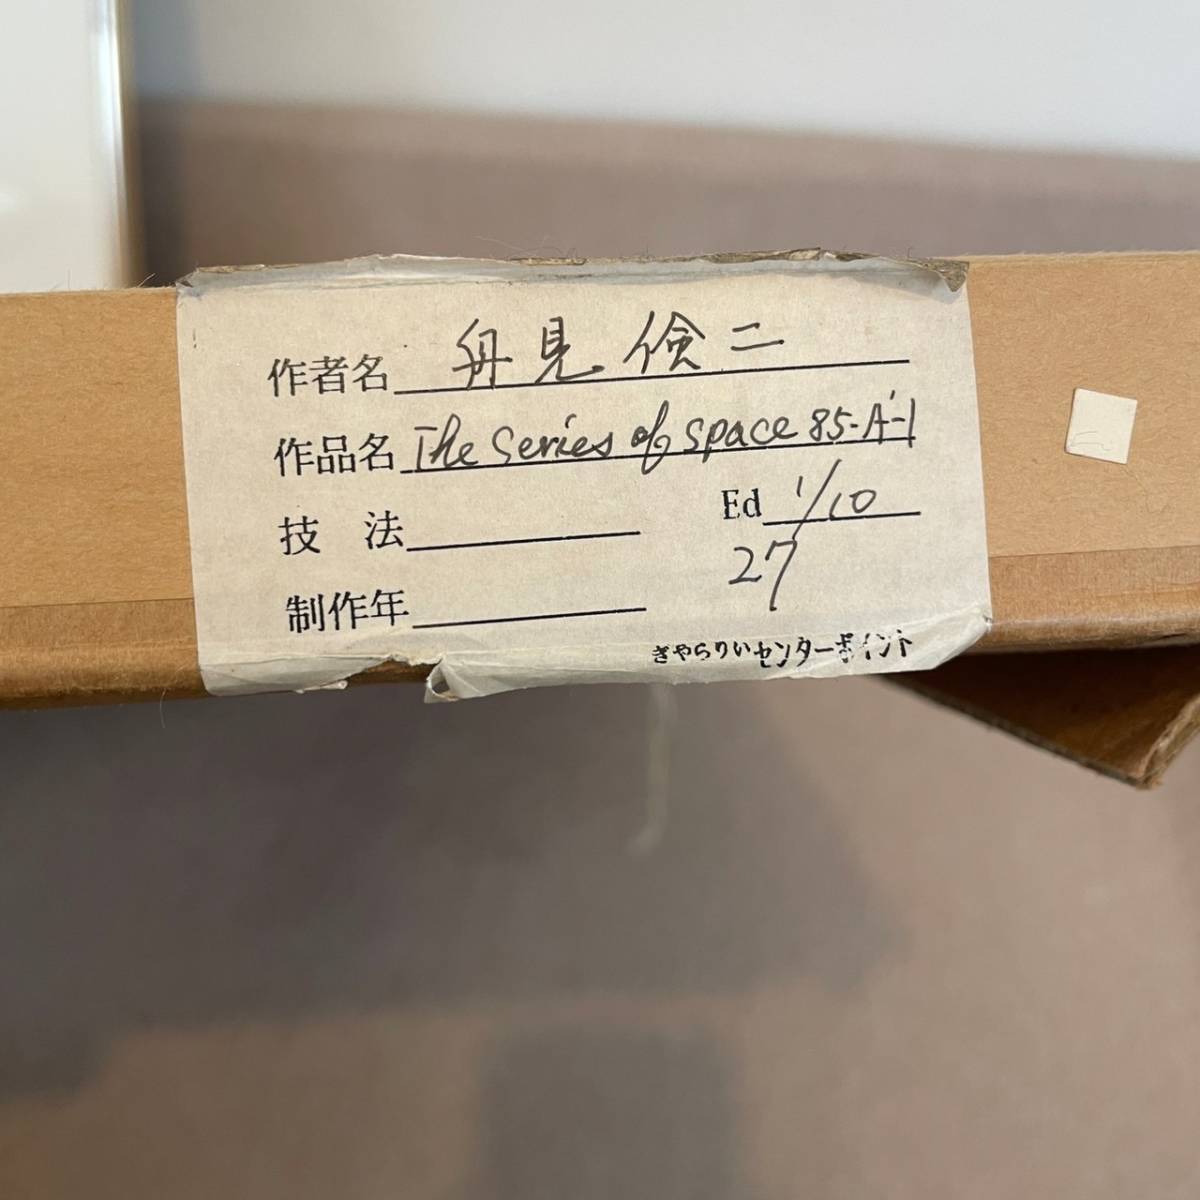 作者名 舟見倹二
作品名 The Series of space 85-A'-1
技 法 Ed 1/10
27
制作年
ぎやらりいセンターポイント